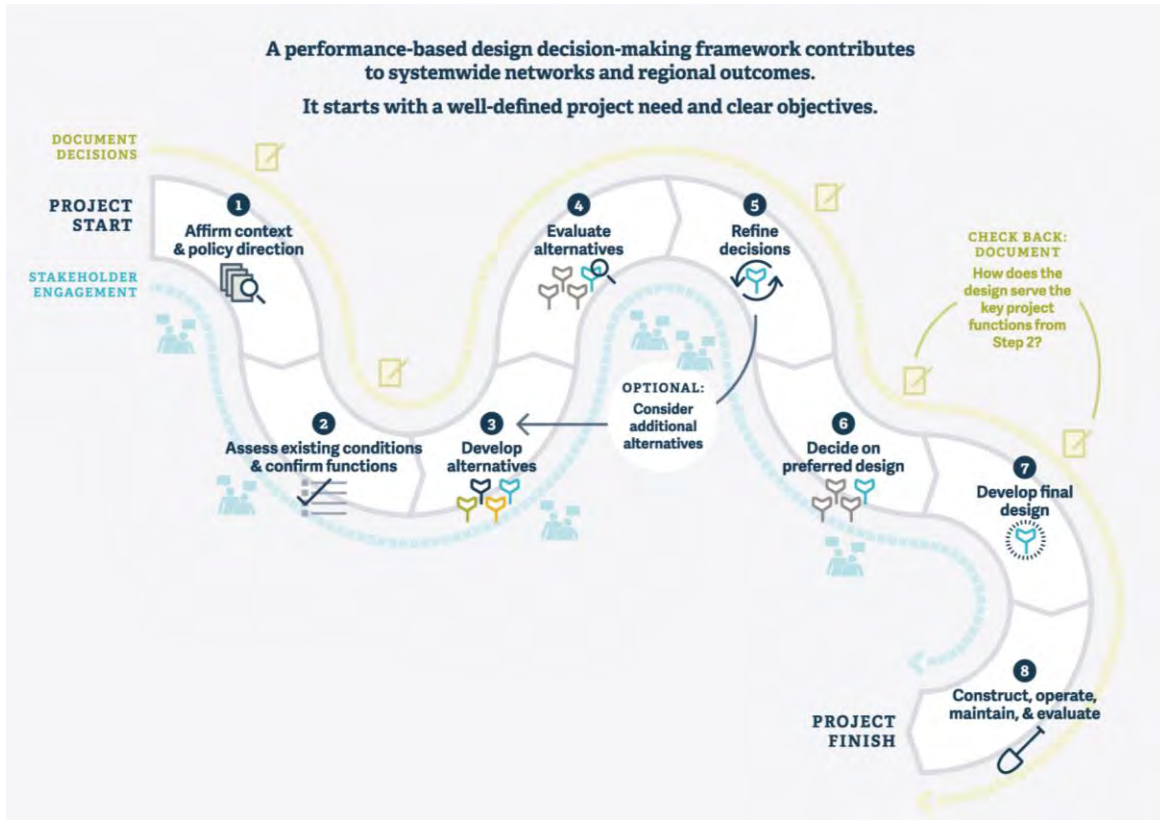 A performance-based design decision-making framework contributes
to systemwide networks and regional outcomes.
It starts with a well-defined project need and clear objectives.
DOCUMENT
DECISIONS
PROJECT
START
STAKEHOLDER
ENGAGEMENT
1
Affirm context
& policy direction
2
Assess existing conditions
& confirm functions
3
Develop
alternatives
4
Evaluate
alternatives
5
Refine
decisions
OPTIONAL:
Consider
additional
alternatives
6
Decide on
preferred design
CHECK BACK:
DOCUMENT
How does the
design serve the
key project
functions from
Step 2?
7
Develop final
design
8
Construct, operate,
maintain, & evaluate
PROJECT
FINISH